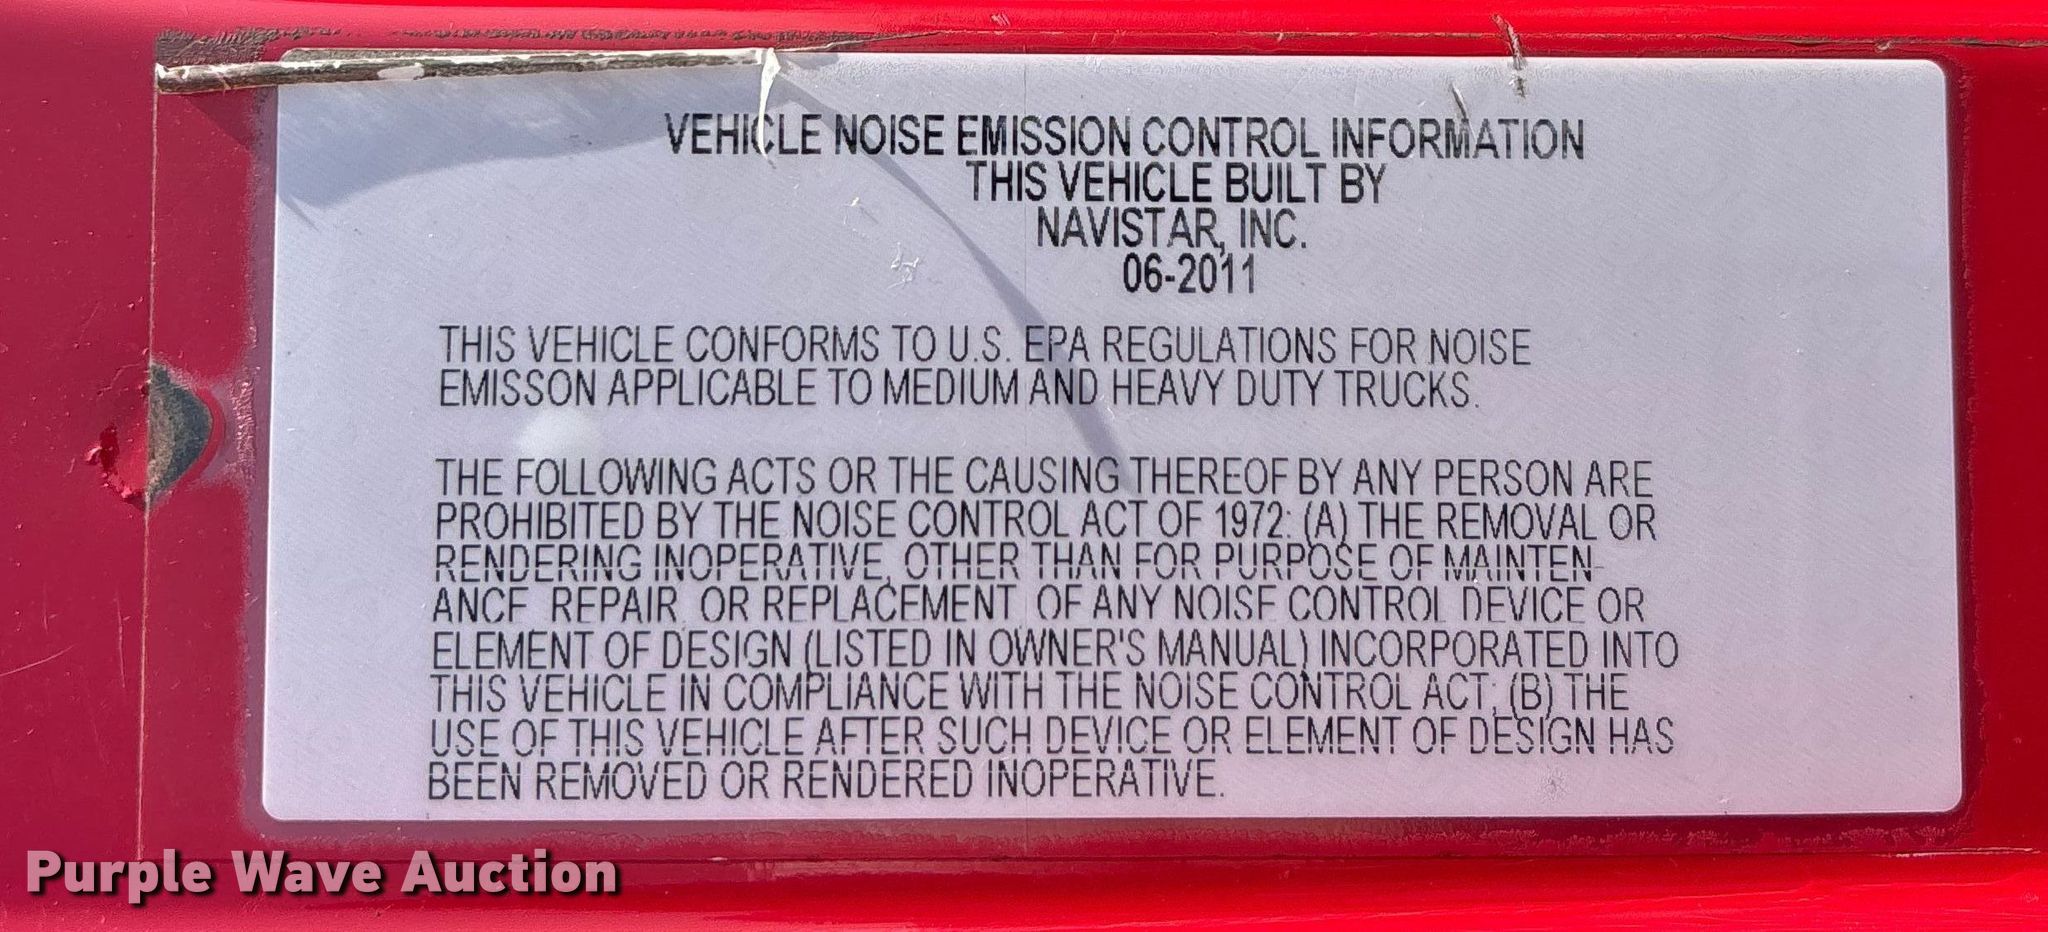 VEHICLE NOISE EMISSION CONTROL INFORMATION
THIS VEHICLE BUILT BY
NAVISTAR, INC.
06-2011
THIS VEHICLE CONFORMS TO U.S. EPA REGULATIONS FOR NOISE
EMISSON APPLICABLE TO MEDIUM AND HEAVY DUTY TRUCKS.
THE FOLLOWING ACTS OR THE CAUSING THEREOF BY ANY PERSON ARE
PROHIBITED BY THE NOISE CONTROL ACT OF 1972: (A) THE REMOVAL OR
RENDERING INOPERATIVE, OTHER THAN FOR PURPOSE OF MAINTEN-
ANCE, REPAIR, OR REPLACEMENT, OF ANY NOISE CONTROL DEVICE OR
ELEMENT OF DESIGN (LISTED IN OWNER'S MANUAL) INCORPORATED INTO
THIS VEHICLE IN COMPLIANCE WITH THE NOISE CONTROL ACT; (B) THE
USE OF THIS VEHICLE AFTER SUCH DEVICE OR ELEMENT OF DESIGN HAS
BEEN REMOVED OR RENDERED INOPERATIVE.
Purple Wave Auction